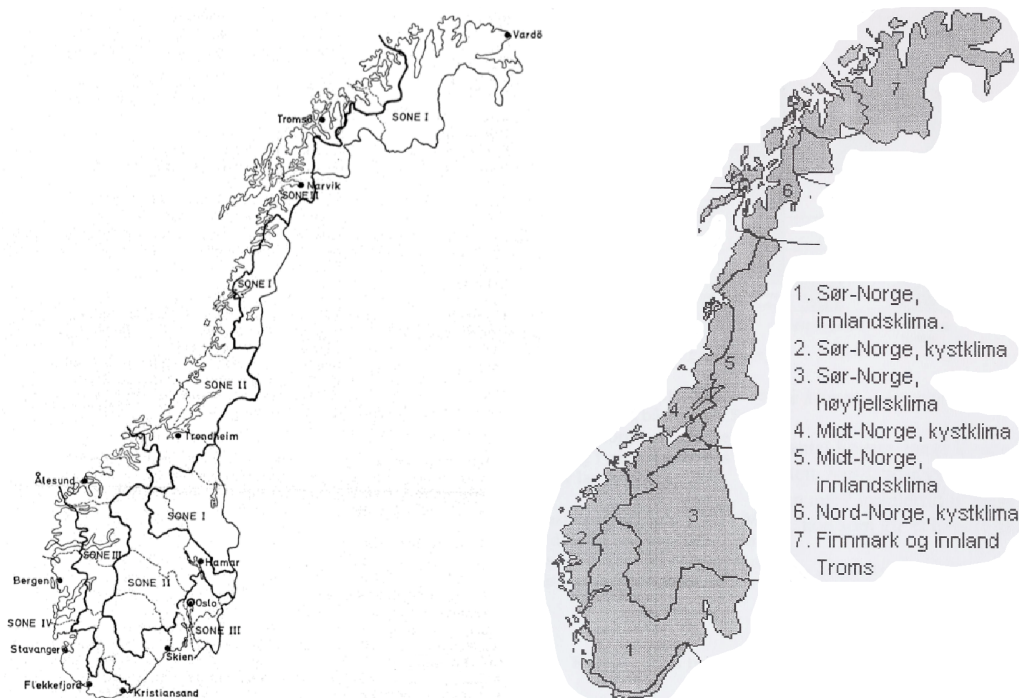 Vardö
SONE I
Tromsö
Narvik
SONE II
SONE I
SONE II
Trondheim
Ålesund
SONE I
SONE III
Hamar
SONE II
Bergen
Oslo
SONE IV
SONE III
Stavanger
Skien
Flekkefjord
Kristiansand
7
6
5
4
3
2
1
1. Sør-Norge,
innlandsklima.
2. Sør-Norge, kystklima
3. Sør-Norge,
høyfjellsklima
4. Midt-Norge, kystklima
5. Midt-Norge,
innlandsklima
6. Nord-Norge, kystklima
7. Finnmark og innland
Troms